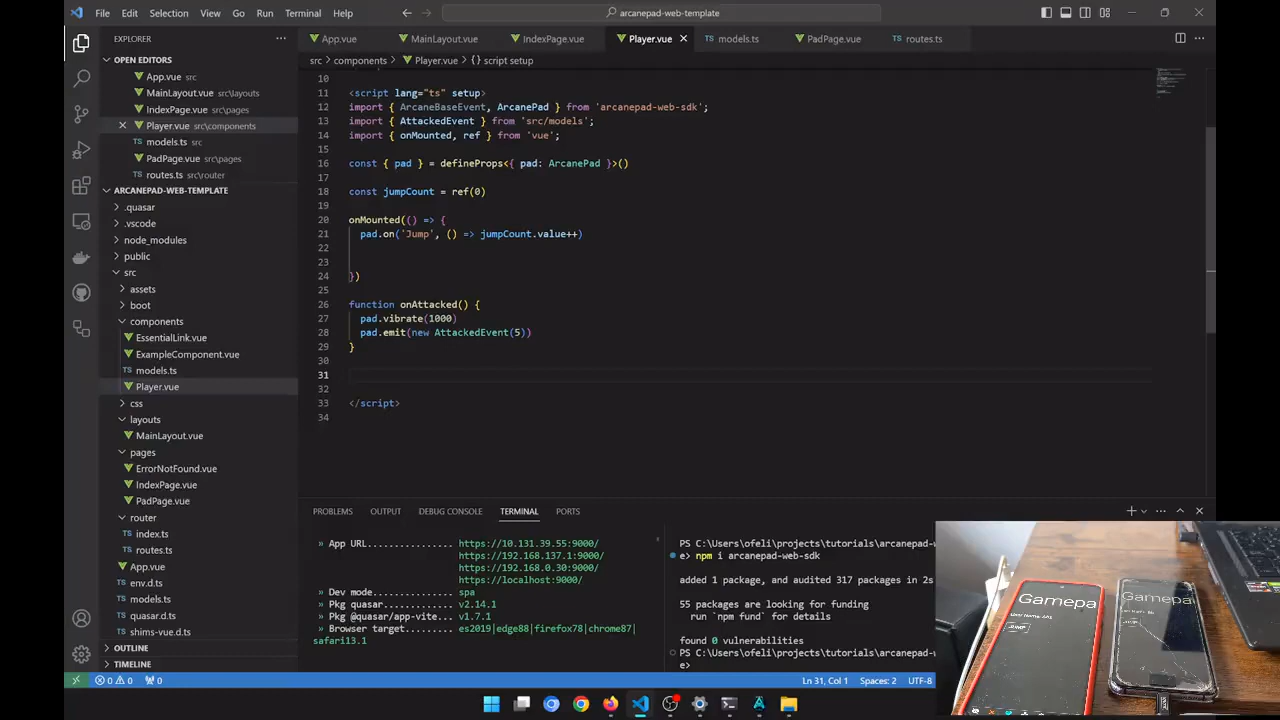 File Edit Selection View Go Run Terminal Help
arcanepad-web-template
EXPLORER
App.vue MainLayout.vue IndexPage.vue Player.vue models.ts PadPage.vue routes.ts
src > components > Player.vue > {} script setup
OPEN EDITORS
App.vue src
MainLayout.vue src\layouts
IndexPage.vue src\pages
Player.vue src\components
models.ts src
PadPage.vue src\pages
routes.ts src\router
ARCANEPAD-WEB-TEMPLATE
.quasar
.vscode
node_modules
public
src
assets
boot
components
EssentialLink.vue
ExampleComponent.vue
models.ts
Player.vue
css
layouts
MainLayout.vue
pages
ErrorNotFound.vue
IndexPage.vue
PadPage.vue
router
index.ts
routes.ts
App.vue
env.d.ts
models.ts
quasar.d.ts
shims-vue.d.ts
OUTLINE
TIMELINE
10
11 <script lang="ts" setup>
12 import { ArcaneBaseEvent, ArcanePad } from 'arcanepad-web-sdk';
13 import { AttackedEvent } from 'src/models';
14 import { onMounted, ref } from 'vue';
15
16 const { pad } = defineProps<{ pad: ArcanePad }>()
17
18 const jumpCount = ref(0)
19
20 onMounted(() => {
21 pad.on('Jump', () => jumpCount.value++)
22
23
24 })
25
26 function onAttacked() {
27 pad.vibrate(1000)
28 pad.emit(new AttackedEvent(5))
29 }
30
31
32
33 </script>
34
PROBLEMS OUTPUT DEBUG CONSOLE TERMINAL PORTS
» App URL............... https://10.131.39.55:9000/
https://192.168.137.1:9000/
https://192.168.0.30:9000/
https://localhost:9000/
» Dev mode.............. spa
» Pkg quasar............ v2.14.1
» Pkg @quasar/app-vite.. v1.7.1
» Browser target........ es2019|edge88|firefox78|chrome87|
safari13.1
PS C:\Users\ofeli\projects\tutorials\arcanepad-w
e> npm i arcanepad-web-sdk
added 1 package, and audited 317 packages in 2s
55 packages are looking for funding
run `npm fund` for details
found 0 vulnerabilities
PS C:\Users\ofeli\projects\tutorials\arcanepad-w
e>
0 0 0
Ln 31, Col 1 Spaces: 2 UTF-8
Gamepa
JUMP
Gamepa